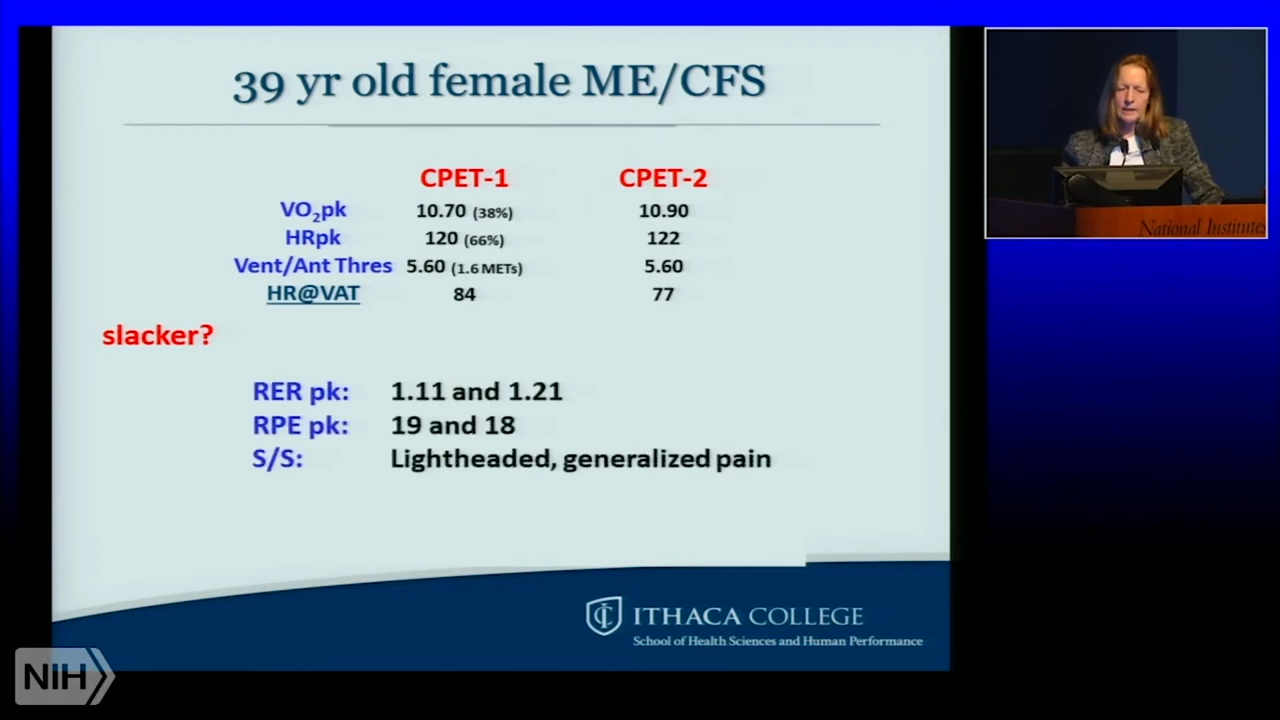 39 yr old female ME/CFS
CPET-1 CPET-2
VO₂pk 10.70 (38%) 10.90
HRpk 120 (66%) 122
Vent/Ant Thres 5.60 (1.6 METs) 5.60
HR@VAT 84 77
slacker?
RER pk: 1.11 and 1.21
RPE pk: 19 and 18
S/S: Lightheaded, generalized pain
ITHACA COLLEGE
School of Health Sciences and Human Performance
National Institutes
NIH